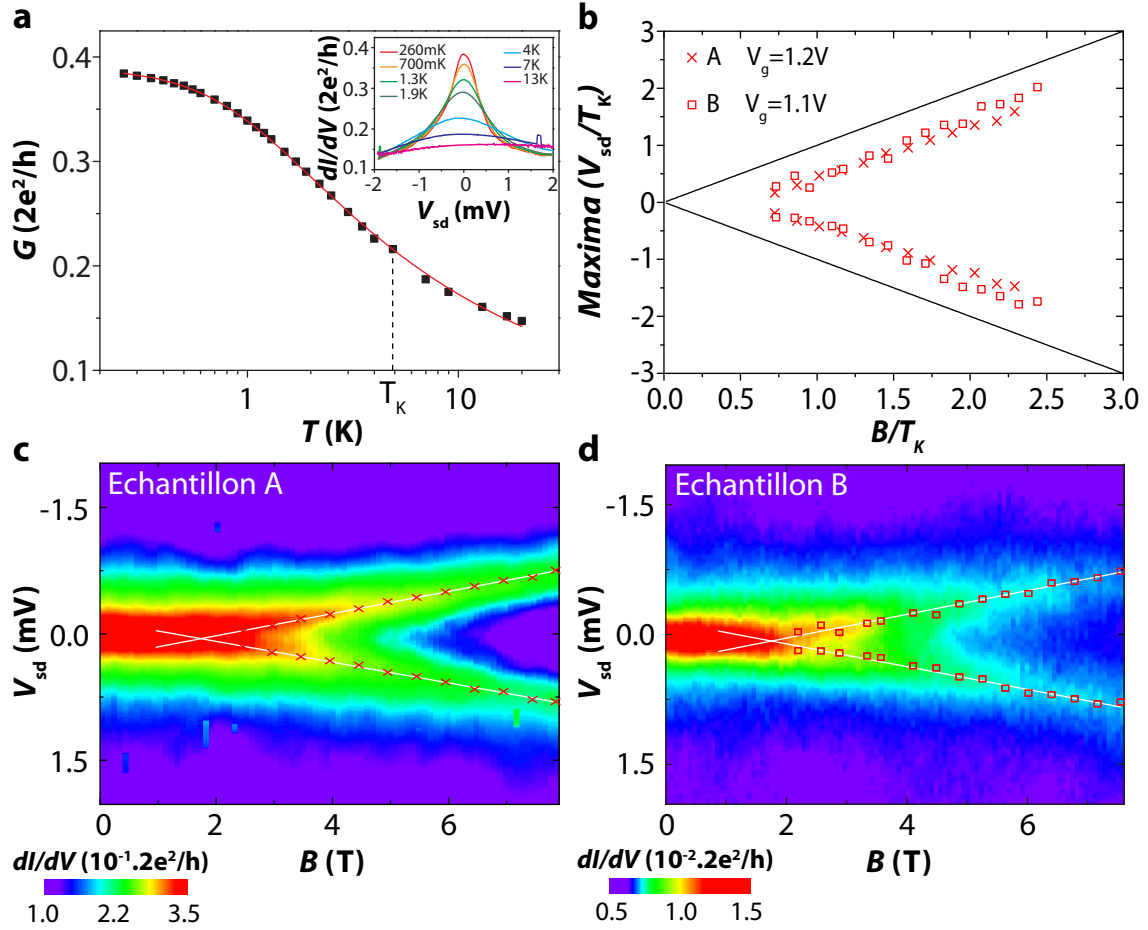 a
G (2e²/h)
0.4
0.3
0.2
0.1
1
T_K
10
T (K)
dI/dV (2e²/h)
0.4
0.3
0.2
0.1
260mK
700mK
1.3K
1.9K
4K
7K
13K
-2
-1
0
1
2
V_sd (mV)
b
Maxima (V_sd/T_K)
3
2
1
0
-1
-2
-3
A V_g=1.2V
B V_g=1.1V
0.0
0.5
1.0
1.5
2.0
2.5
3.0
B/T_K
c
Echantillon A
V_sd (mV)
-1.5
0.0
1.5
0
2
4
6
B (T)
dI/dV (10⁻¹.2e²/h)
1.0
2.2
3.5
d
Echantillon B
V_sd (mV)
-1.5
0.0
1.5
0
2
4
6
B (T)
dI/dV (10⁻².2e²/h)
0.5
1.0
1.5